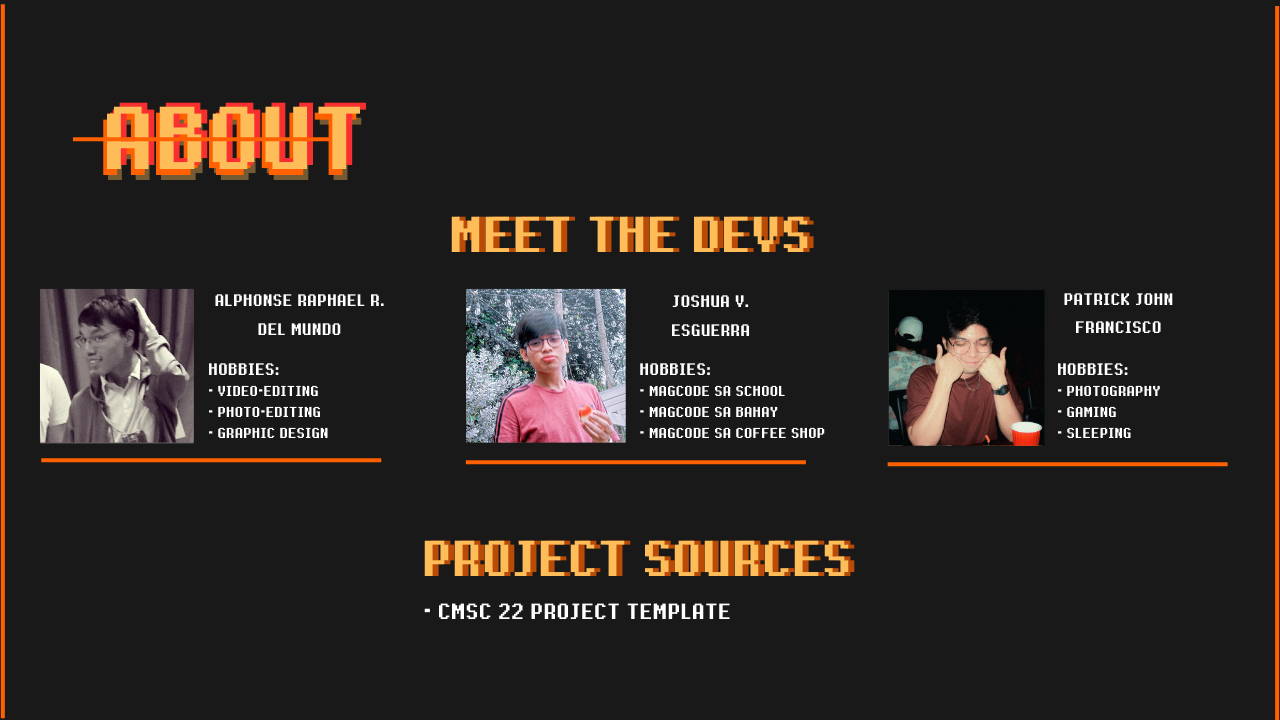 ABOUT
MEET THE DEVS
ALPHONSE RAPHAEL R.
DEL MUNDO
HOBBIES:
- VIDEO-EDITING
- PHOTO-EDITING
- GRAPHIC DESIGN
JOSHUA V.
ESGUERRA
HOBBIES:
- MAGCODE SA SCHOOL
- MAGCODE SA BAHAY
- MAGCODE SA COFFEE SHOP
PATRICK JOHN
FRANCISCO
HOBBIES:
- PHOTOGRAPHY
- GAMING
- SLEEPING
PROJECT SOURCES
- CMSC 22 PROJECT TEMPLATE